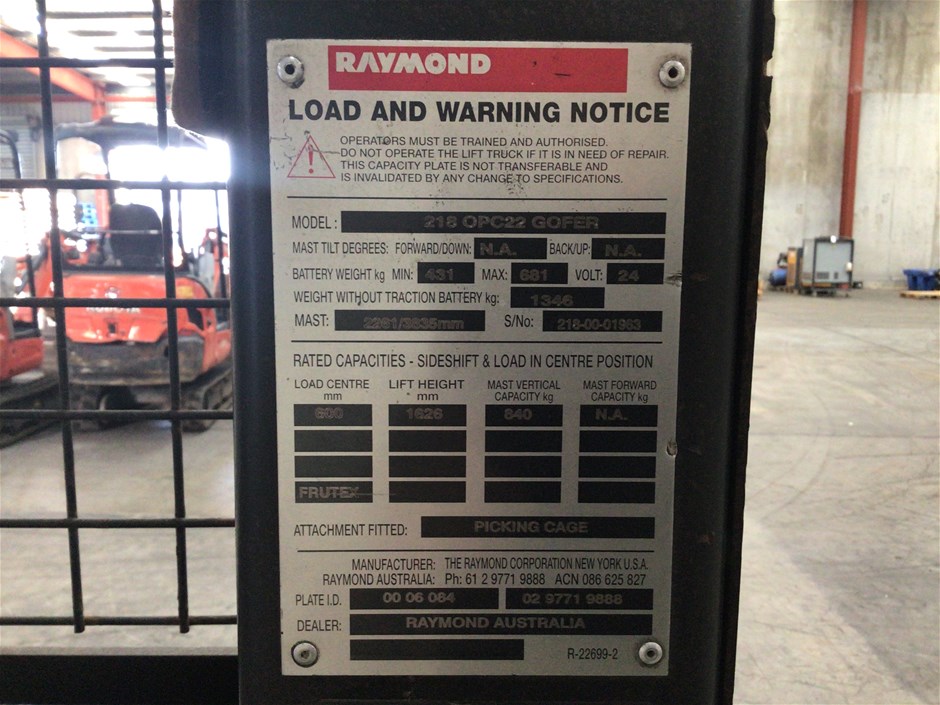 RAYMOND
LOAD AND WARNING NOTICE
OPERATORS MUST BE TRAINED AND AUTHORISED.
DO NOT OPERATE THE LIFT TRUCK IF IT IS IN NEED OF REPAIR.
THIS CAPACITY PLATE IS NOT TRANSFERABLE AND
IS INVALIDATED BY ANY CHANGE TO SPECIFICATIONS.
MODEL: 218 OPC22 GOFER
MAST TILT DEGREES: FORWARD/DOWN: N.A. BACK/UP: N.A.
BATTERY WEIGHT kg MIN: 431 MAX: 681 VOLT: 24
WEIGHT WITHOUT TRACTION BATTERY kg: 1346
MAST: 2261/3835mm S/No: 218-00-01963
RATED CAPACITIES - SIDESHIFT & LOAD IN CENTRE POSITION
LOAD CENTRE mm LIFT HEIGHT mm MAST VERTICAL CAPACITY kg MAST FORWARD CAPACITY kg
600 1626 840 N.A.
FRUTEX
ATTACHMENT FITTED: PICKING CAGE
MANUFACTURER: THE RAYMOND CORPORATION NEW YORK U.S.A.
RAYMOND AUSTRALIA: Ph: 61 2 9771 9888 ACN 086 625 827
PLATE I.D. 00 06 084 02 9771 9888
DEALER: RAYMOND AUSTRALIA
R-22699-2
KUBOTA